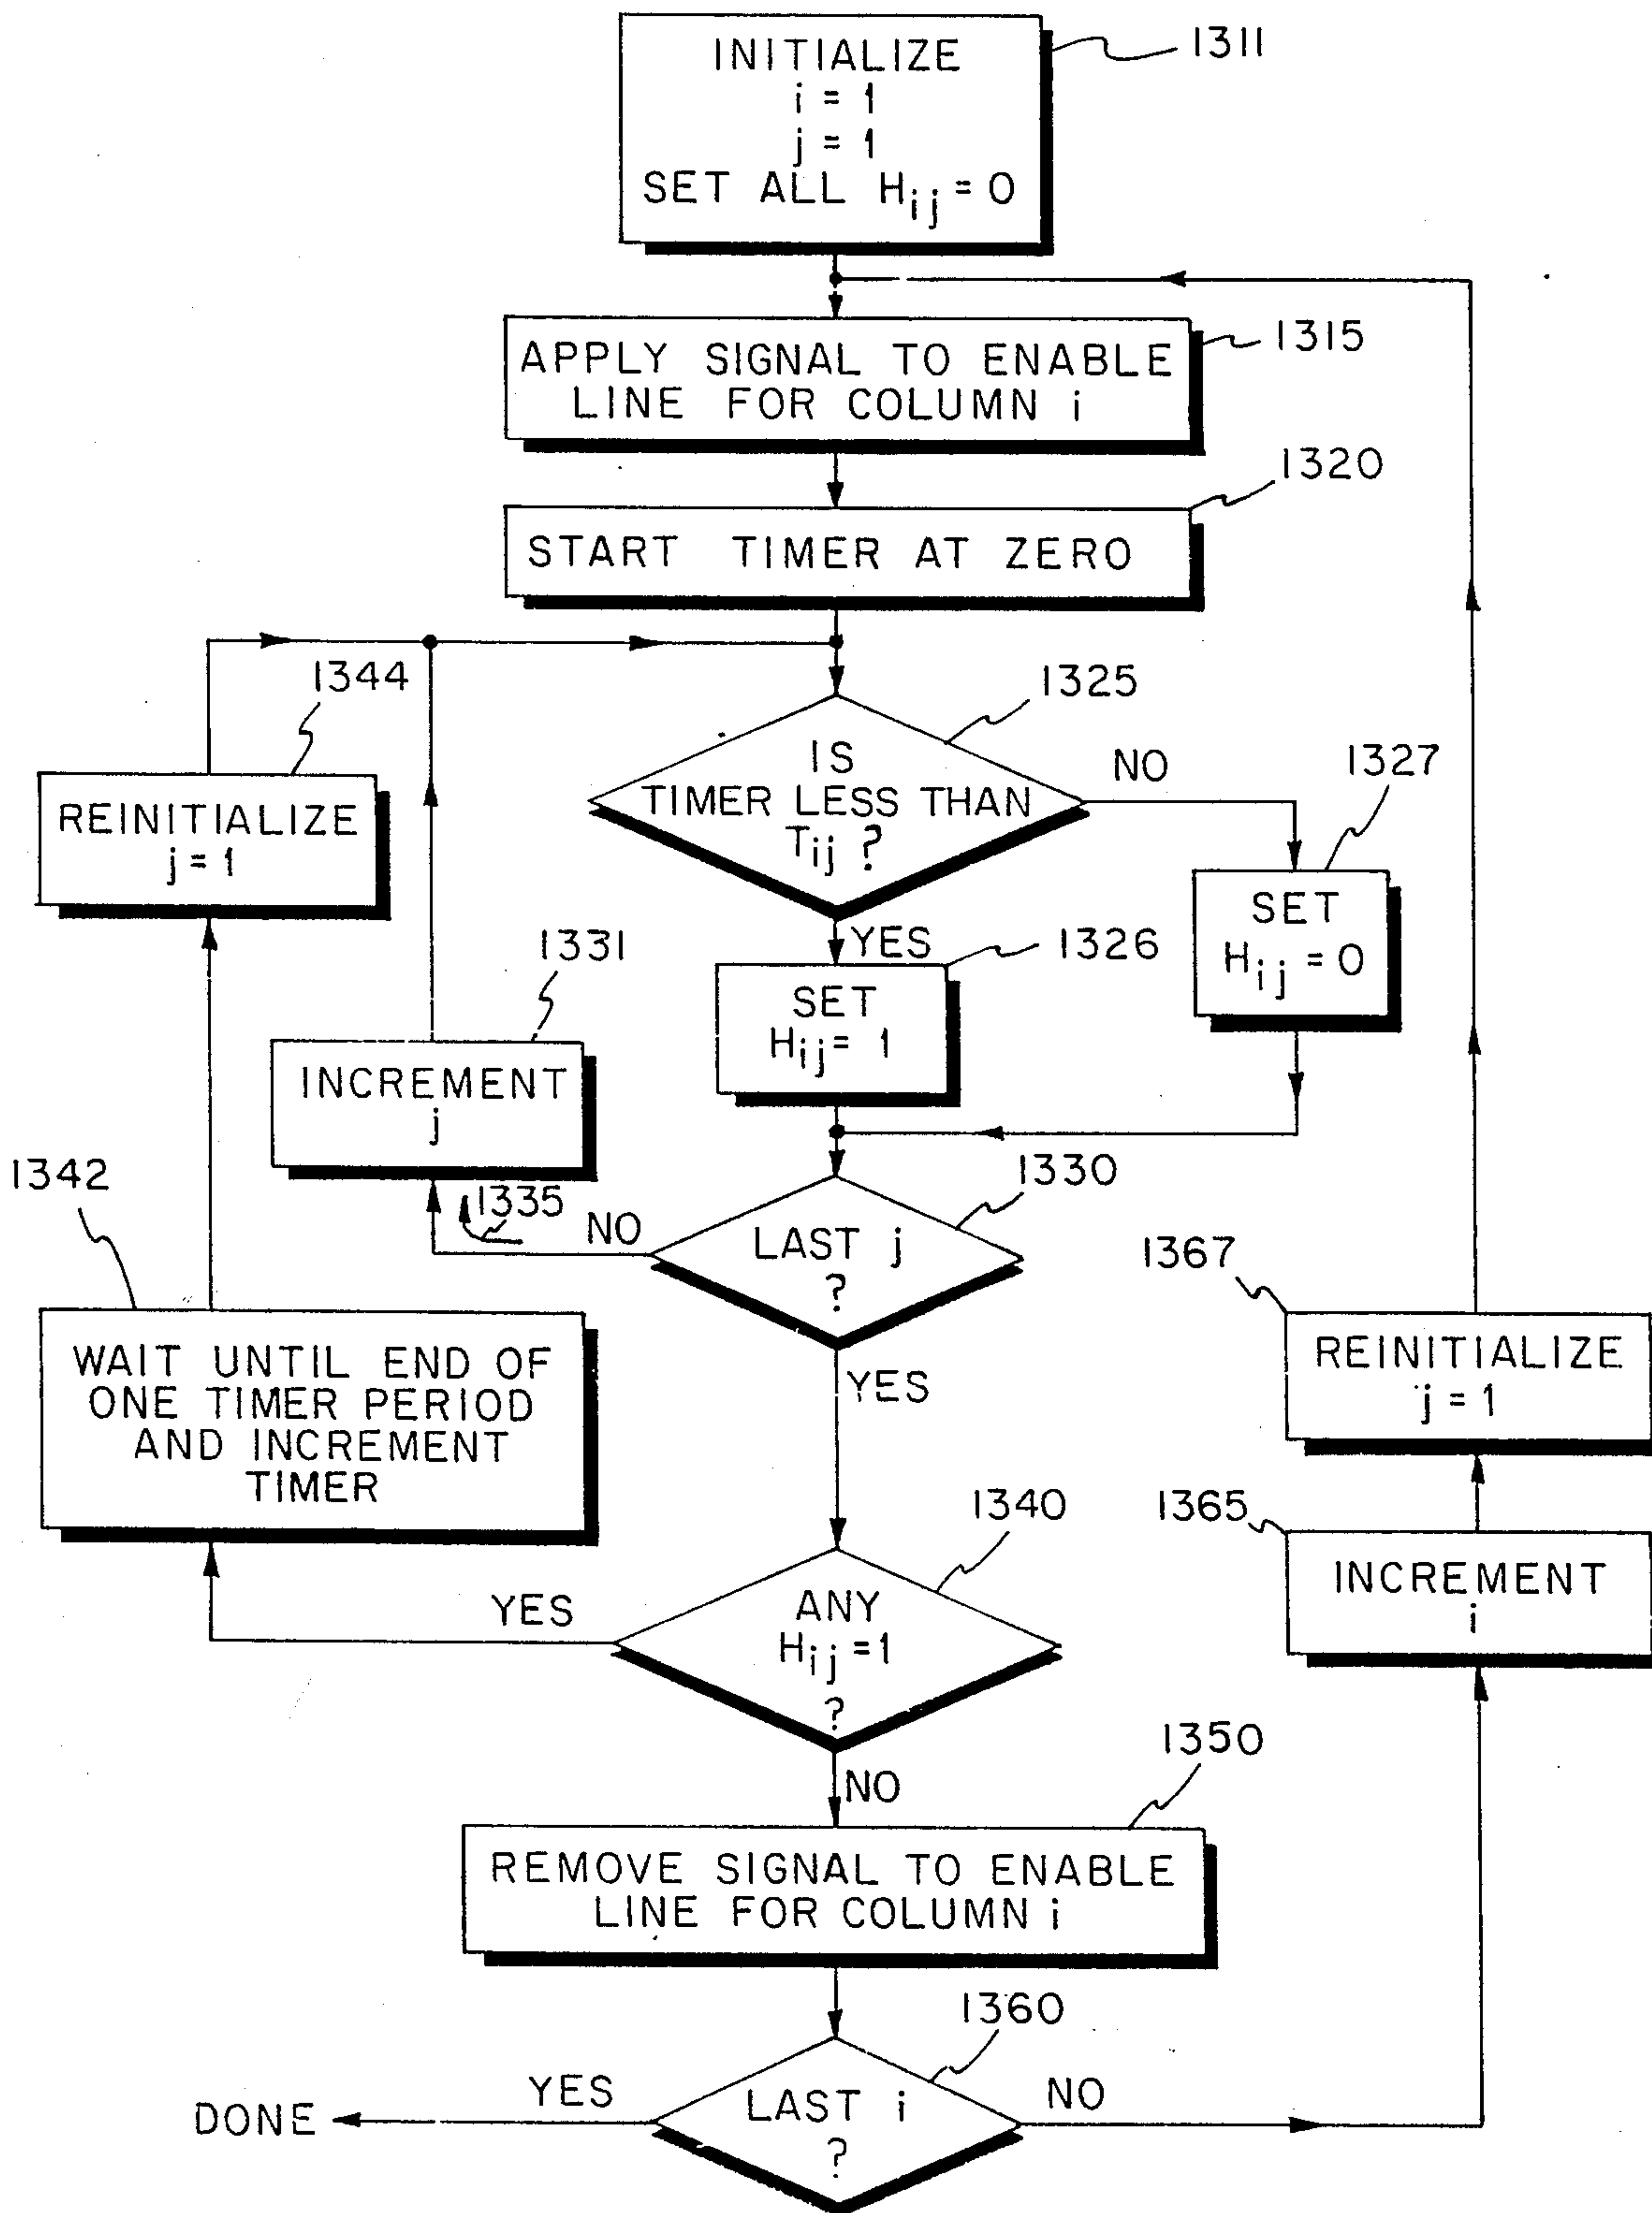 INITIALIZE
i = 1
j = 1
SET ALL Hij = 0
1311
APPLY SIGNAL TO ENABLE
LINE FOR COLUMN i
1315
START TIMER AT ZERO
1320
IS
TIMER LESS THAN
Tij ?
1325
NO
YES
SET
Hij = 0
1327
SET
Hij = 1
1326
REINITIALIZE
j = 1
1344
INCREMENT
j
1331
1335
NO
LAST j
?
1330
YES
WAIT UNTIL END OF
ONE TIMER PERIOD
AND INCREMENT
TIMER
1342
REINITIALIZE
j = 1
1367
INCREMENT
i
1365
YES
ANY
Hij = 1
?
1340
NO
REMOVE SIGNAL TO ENABLE
LINE FOR COLUMN i
1350
LAST i
?
1360
YES
DONE
NO